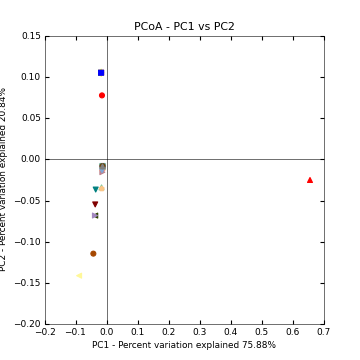 PCoA - PC1 vs PC2
0.15
0.10
0.05
0.00
−0.05
−0.10
−0.15
−0.20
PC2 - Percent variation explained 20.84%
−0.2 −0.1 0.0 0.1 0.2 0.3 0.4 0.5 0.6 0.7
PC1 - Percent variation explained 75.88%